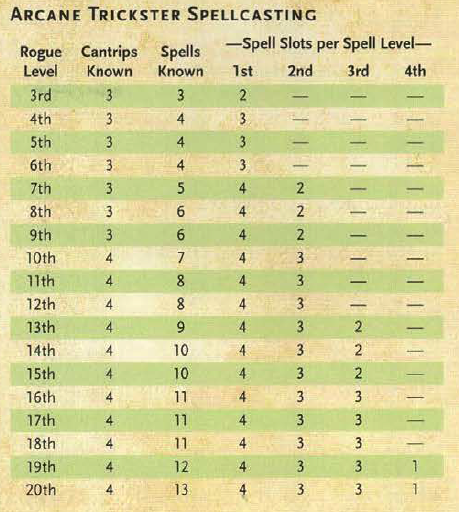 ARCANE TRICKSTER SPELLCASTING
—Spell Slots per Spell Level—
Rogue Cantrips Spells
Level Known Known 1st 2nd 3rd 4th
3rd 3 3 2 — — —
4th 3 4 3 — — —
5th 3 4 3 — — —
6th 3 4 3 — — —
7th 3 5 4 2 — —
8th 3 6 4 2 — —
9th 3 6 4 2 — —
10th 4 7 4 3 — —
11th 4 8 4 3 — —
12th 4 8 4 3 — —
13th 4 9 4 3 2 —
14th 4 10 4 3 2 —
15th 4 10 4 3 2 —
16th 4 11 4 3 3 —
17th 4 11 4 3 3 —
18th 4 11 4 3 3 —
19th 4 12 4 3 3 1
20th 4 13 4 3 3 1